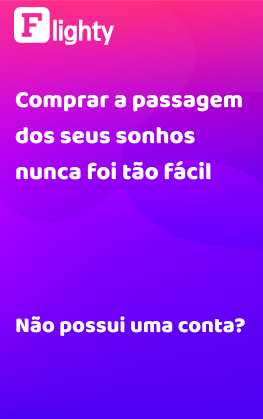 Flighty
Comprar a passagem
dos seus sonhos
nunca foi tão fácil
Não possui uma conta?